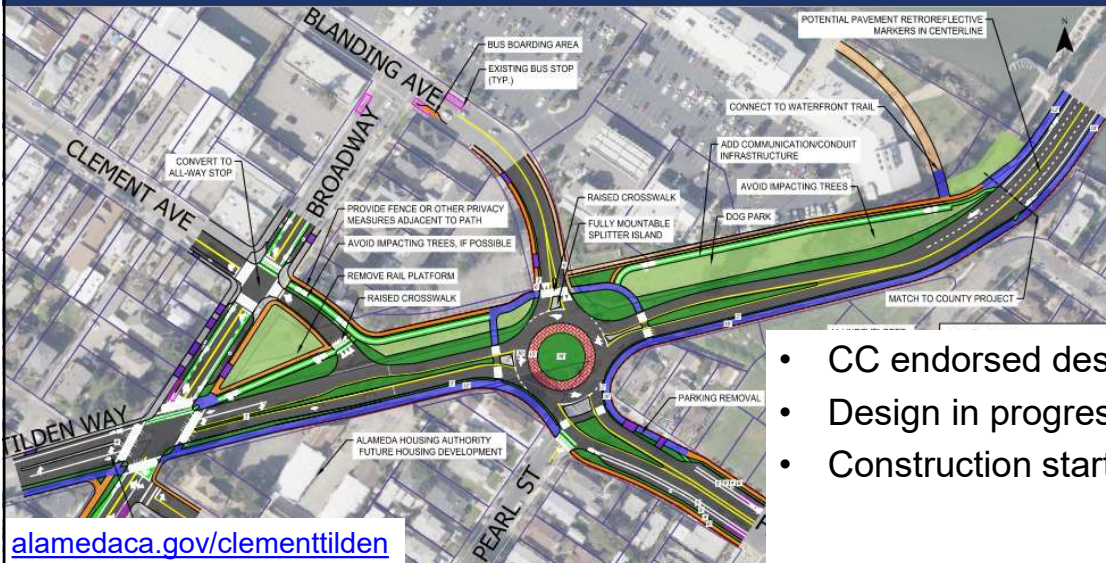 BLANDING AVE
BUS BOARDING AREA
EXISTING BUS STOP
(TYP.)
POTENTIAL PAVEMENT RETROREFLECTIVE
MARKERS IN CENTERLINE
N
CLEMENT AVE
BROADWAY
CONVERT TO
ALL-WAY STOP
CONNECT TO WATERFRONT TRAIL
ADD COMMUNICATION/CONDUIT
INFRASTRUCTURE
AVOID IMPACTING TREES
DOG PARK
RAISED CROSSWALK
FULLY MOUNTABLE
SPLITTER ISLAND
PROVIDE FENCE OR OTHER PRIVACY
MEASURES ADJACENT TO PATH
AVOID IMPACTING TREES, IF POSSIBLE
REMOVE RAIL PLATFORM
RAISED CROSSWALK
MATCH TO COUNTY PROJECT
PARKING REMOVAL
TILDEN WAY
ALAMEDA HOUSING AUTHORITY
FUTURE HOUSING DEVELOPMENT
PEARL ST
• CC endorsed des
• Design in progres
• Construction start
alamedaca.gov/clementtilden